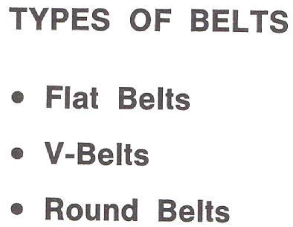 TYPES OF BELTS
• Flat Belts
• V-Belts
• Round Belts